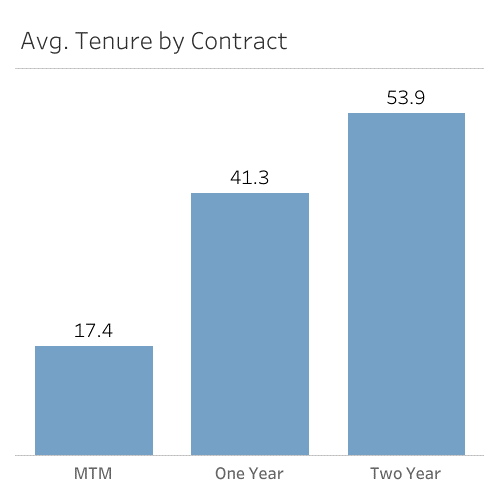 Avg. Tenure by Contract
53.9
41.3
17.4
MTM
One Year
Two Year